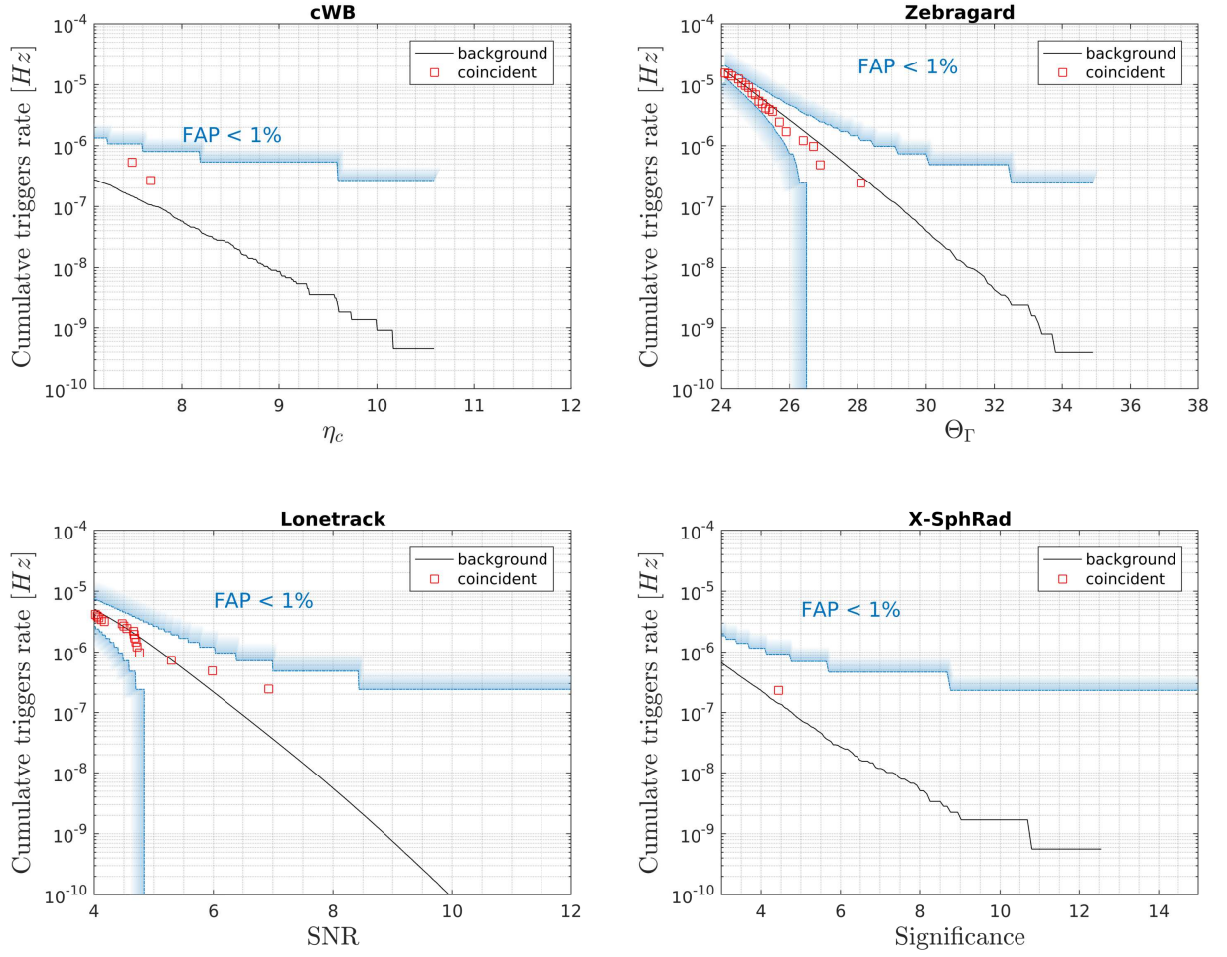 cWB
Cumulatve triggers rate [Hz]
10-4
10-5
10-6
10-7
10-8
10-9
10-10
FAP < 1%
background
coincident
8 9 10 11 12
ηc
Zebragard
Cumulatve triggers rate [Hz]
10-4
10-5
10-6
10-7
10-8
10-9
10-10
FAP < 1%
background
coincident
24 26 28 30 32 34 36 38
ΘΓ
Lonetrack
Cumulatve triggers rate [Hz]
10-4
10-5
10-6
10-7
10-8
10-9
10-10
FAP < 1%
background
coincident
4 6 8 10 12
SNR
X-SphRad
Cumulatve triggers rate [Hz]
10-4
10-5
10-6
10-7
10-8
10-9
10-10
FAP < 1%
background
coincident
4 6 8 10 12 14
Significance